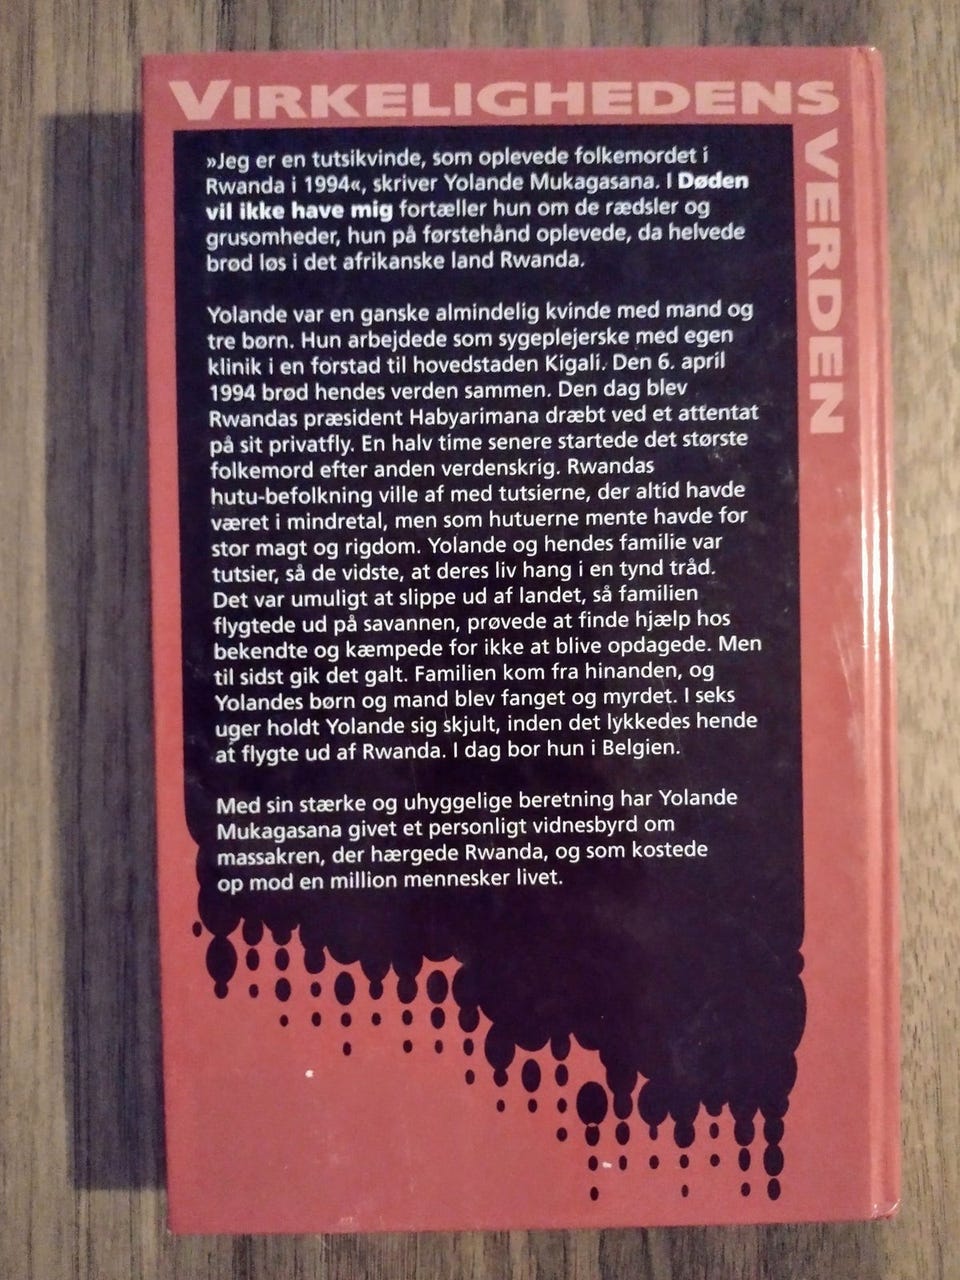 VIRKELIGHEDENS
VERDEN
»Jeg er en tutsikvinde, som oplevede folkemordet i
Rwanda i 1994«, skriver Yolande Mukagasana. I Døden
vil ikke have mig fortæller hun om de rædsler og
grusomheder, hun på førstehånd oplevede, da helvede
brød løs i det afrikanske land Rwanda.
Yolande var en ganske almindelig kvinde med mand og
tre børn. Hun arbejdede som sygeplejerske med egen
klinik i en forstad til hovedstaden Kigali. Den 6. april
1994 brød hendes verden sammen. Den dag blev
Rwandas præsident Habyarimana dræbt ved et attentat
på sit privatfly. En halv time senere startede det største
folkemord efter anden verdenskrig. Rwandas
hutu-befolkning ville af med tutsierne, der altid havde
været i mindretal, men som hutuerne mente havde for
stor magt og rigdom. Yolande og hendes familie var
tutsier, så de vidste, at deres liv hang i en tynd tråd.
Det var umuligt at slippe ud af landet, så familien
flygtede ud på savannen, prøvede at finde hjælp hos
bekendte og kæmpede for ikke at blive opdagede. Men
til sidst gik det galt. Familien kom fra hinanden, og
Yolandes børn og mand blev fanget og myrdet. I seks
uger holdt Yolande sig skjult, inden det lykkedes hende
at flygte ud af Rwanda. I dag bor hun i Belgien.
Med sin stærke og uhyggelige beretning har Yolande
Mukagasana givet et personligt vidnesbyrd om
massakren, der hærgede Rwanda, og som kostede
op mod en million mennesker livet.